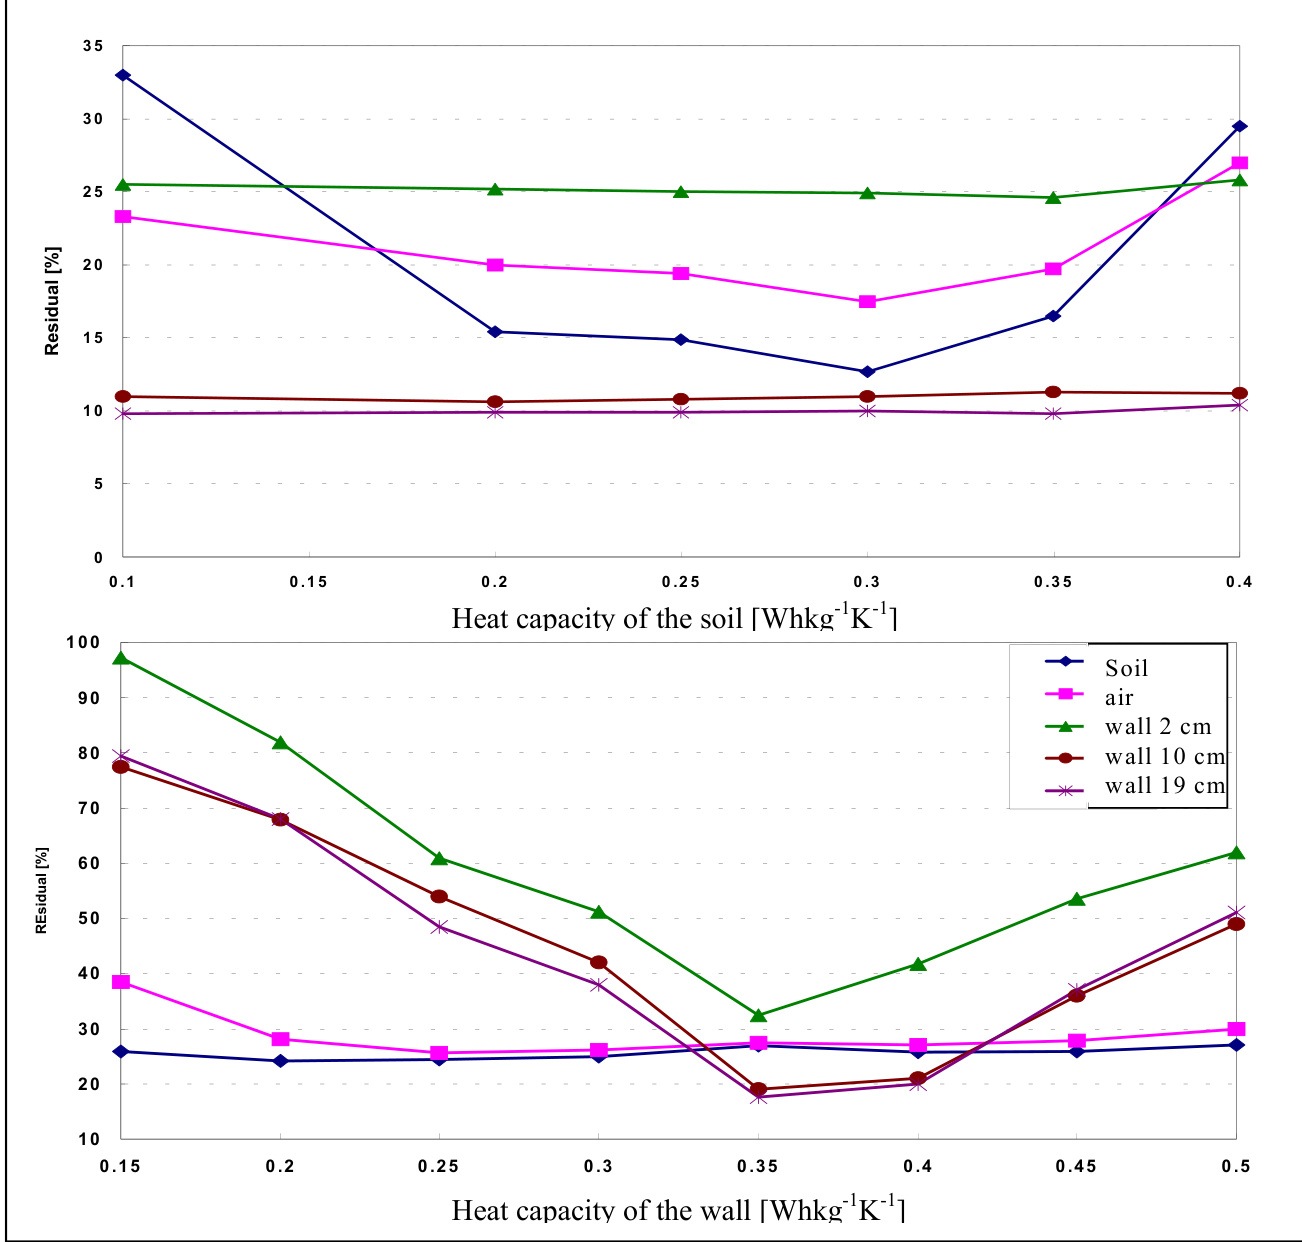 35
30
25
20
15
10
5
0
Residual [%]
0.1 0.15 0.2 0.25 0.3 0.35 0.4
Heat capacity of the soil [Whkg⁻¹K⁻¹]
100
90
80
70
60
50
40
30
20
10
REsidual [%]
Soil
air
wall 2 cm
wall 10 cm
wall 19 cm
0.15 0.2 0.25 0.3 0.35 0.4 0.45 0.5
Heat capacity of the wall [Whkg⁻¹K⁻¹]